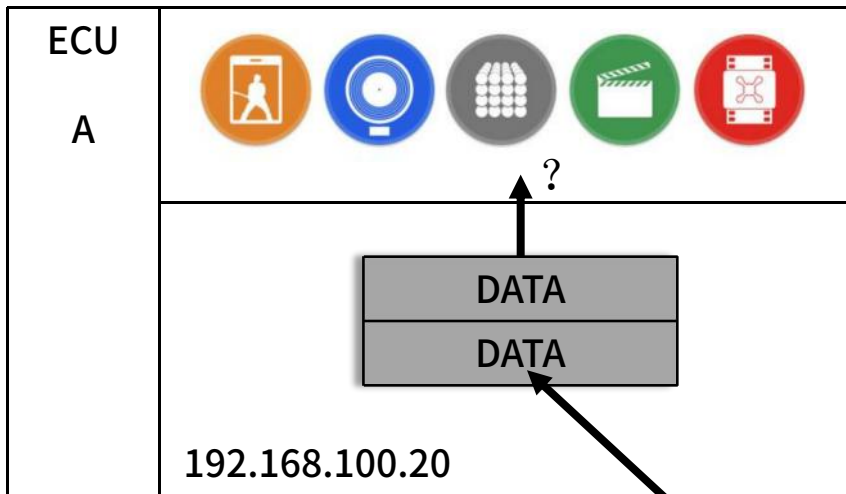 ECU
A
?
DATA
DATA
192.168.100.20